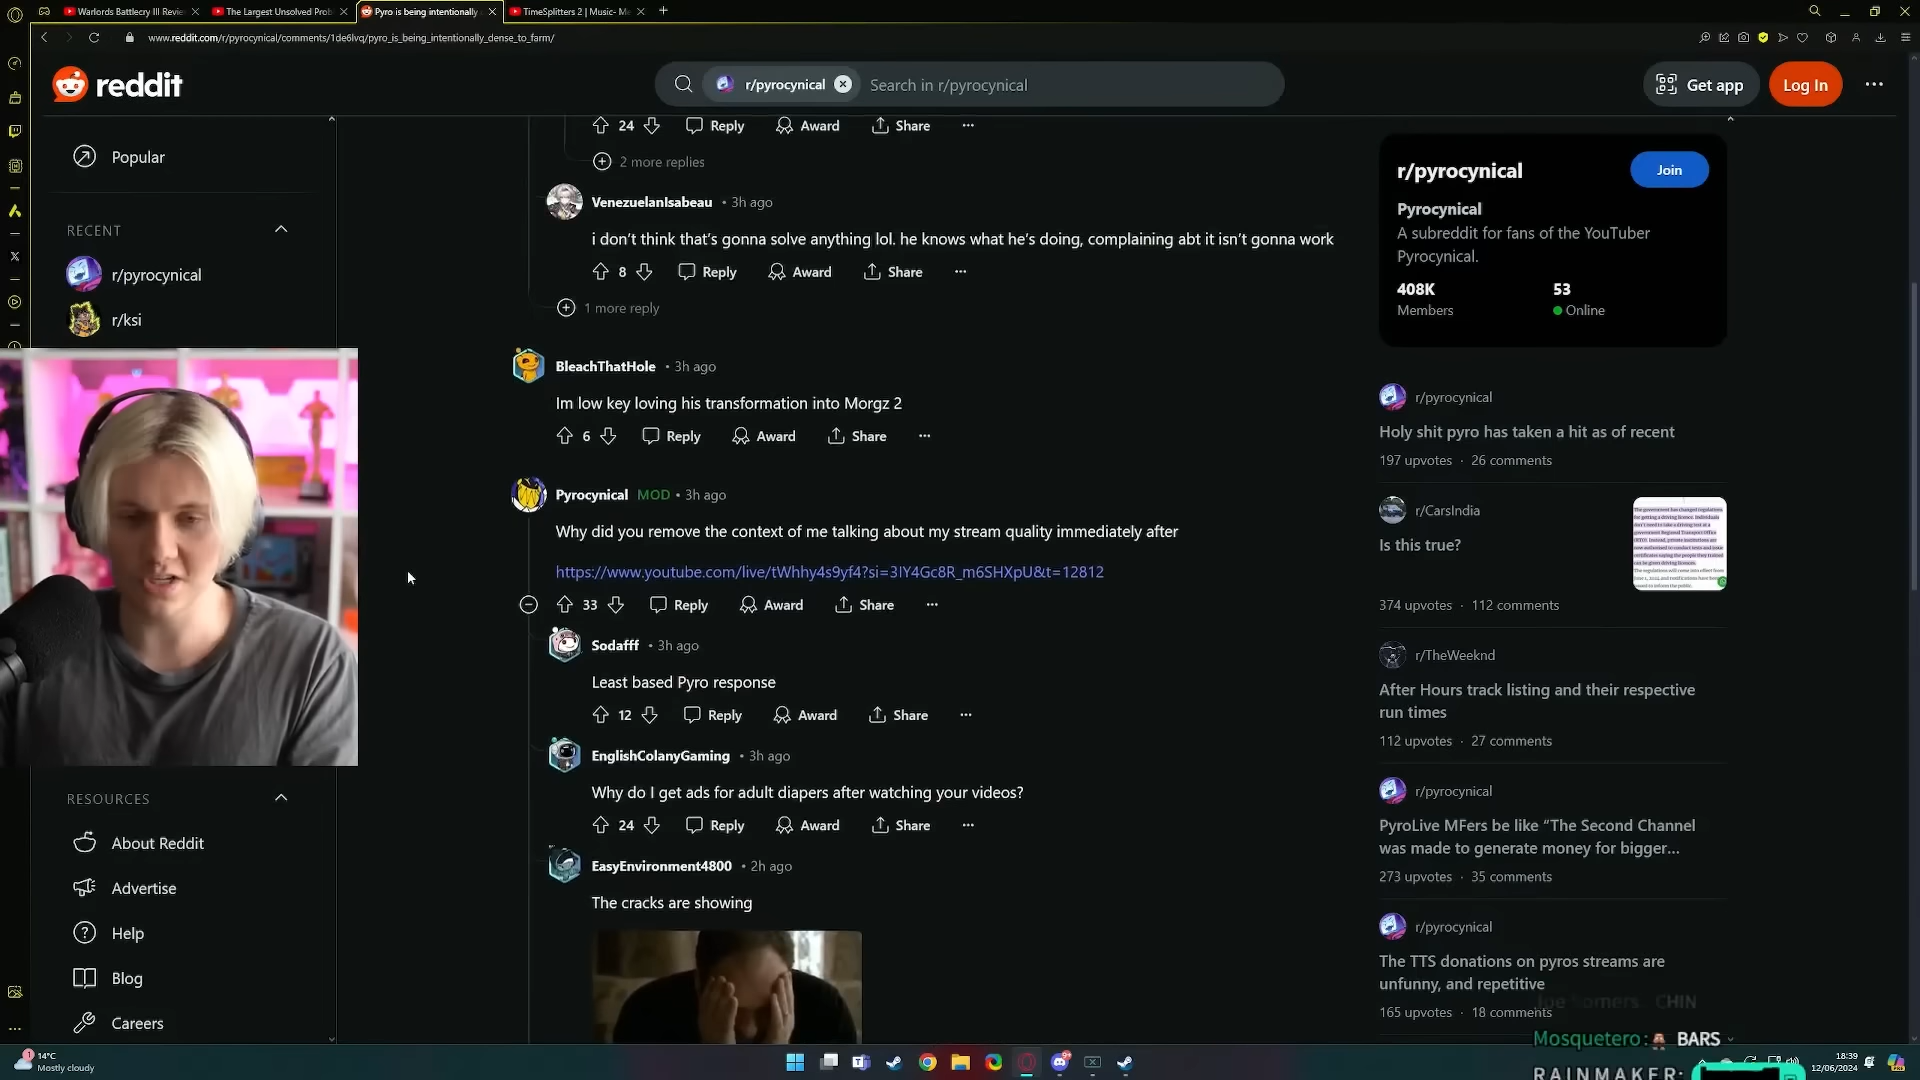 Warlords Battlecry III Revie
The Largest Unsolved Prob
Pyro is being intentionally
TimeSplitters 2 | Music- M
www.reddit.com/r/pyrocynical/comments/1de6lvq/pyro_is_being_intentionally_dense_to_farm/
reddit
r/pyrocynical
Search in r/pyrocynical
Get app
Log In
Popular
RECENT
r/pyrocynical
r/ksi
RESOURCES
About Reddit
Advertise
Help
Blog
Careers
24 Reply Award Share
2 more replies
VenezuelanIsabeau • 3h ago
i don't think that's gonna solve anything lol. he knows what he's doing, complaining abt it isn't gonna work
8 Reply Award Share
1 more reply
BleachThatHole • 3h ago
Im low key loving his transformation into Morgz 2
6 Reply Award Share
Pyrocynical MOD • 3h ago
Why did you remove the context of me talking about my stream quality immediately after
https://www.youtube.com/live/tWhhy4s9yf4?si=3IY4Gc8R_m6SHXpU&t=12812
33 Reply Award Share
Sodafff • 3h ago
Least based Pyro response
12 Reply Award Share
EnglishColanyGaming • 3h ago
Why do I get ads for adult diapers after watching your videos?
24 Reply Award Share
EasyEnvironment4800 • 2h ago
The cracks are showing
r/pyrocynical
Join
Pyrocynical
A subreddit for fans of the YouTuber
Pyrocynical.
408K 53
Members Online
r/pyrocynical
Holy shit pyro has taken a hit as of recent
197 upvotes · 26 comments
r/CarsIndia
Is this true?
374 upvotes · 112 comments
r/TheWeeknd
After Hours track listing and their respective
run times
112 upvotes · 27 comments
r/pyrocynical
PyroLive MFers be like “The Second Channel
was made to generate money for bigger...
273 upvotes · 35 comments
r/pyrocynical
The TTS donations on pyros streams are
unfunny, and repetitive
165 upvotes · 18 comments
CHIN
Mosquetero: BARS
RAINMAKER:
14°C
Mostly cloudy
18:39
12/06/2024